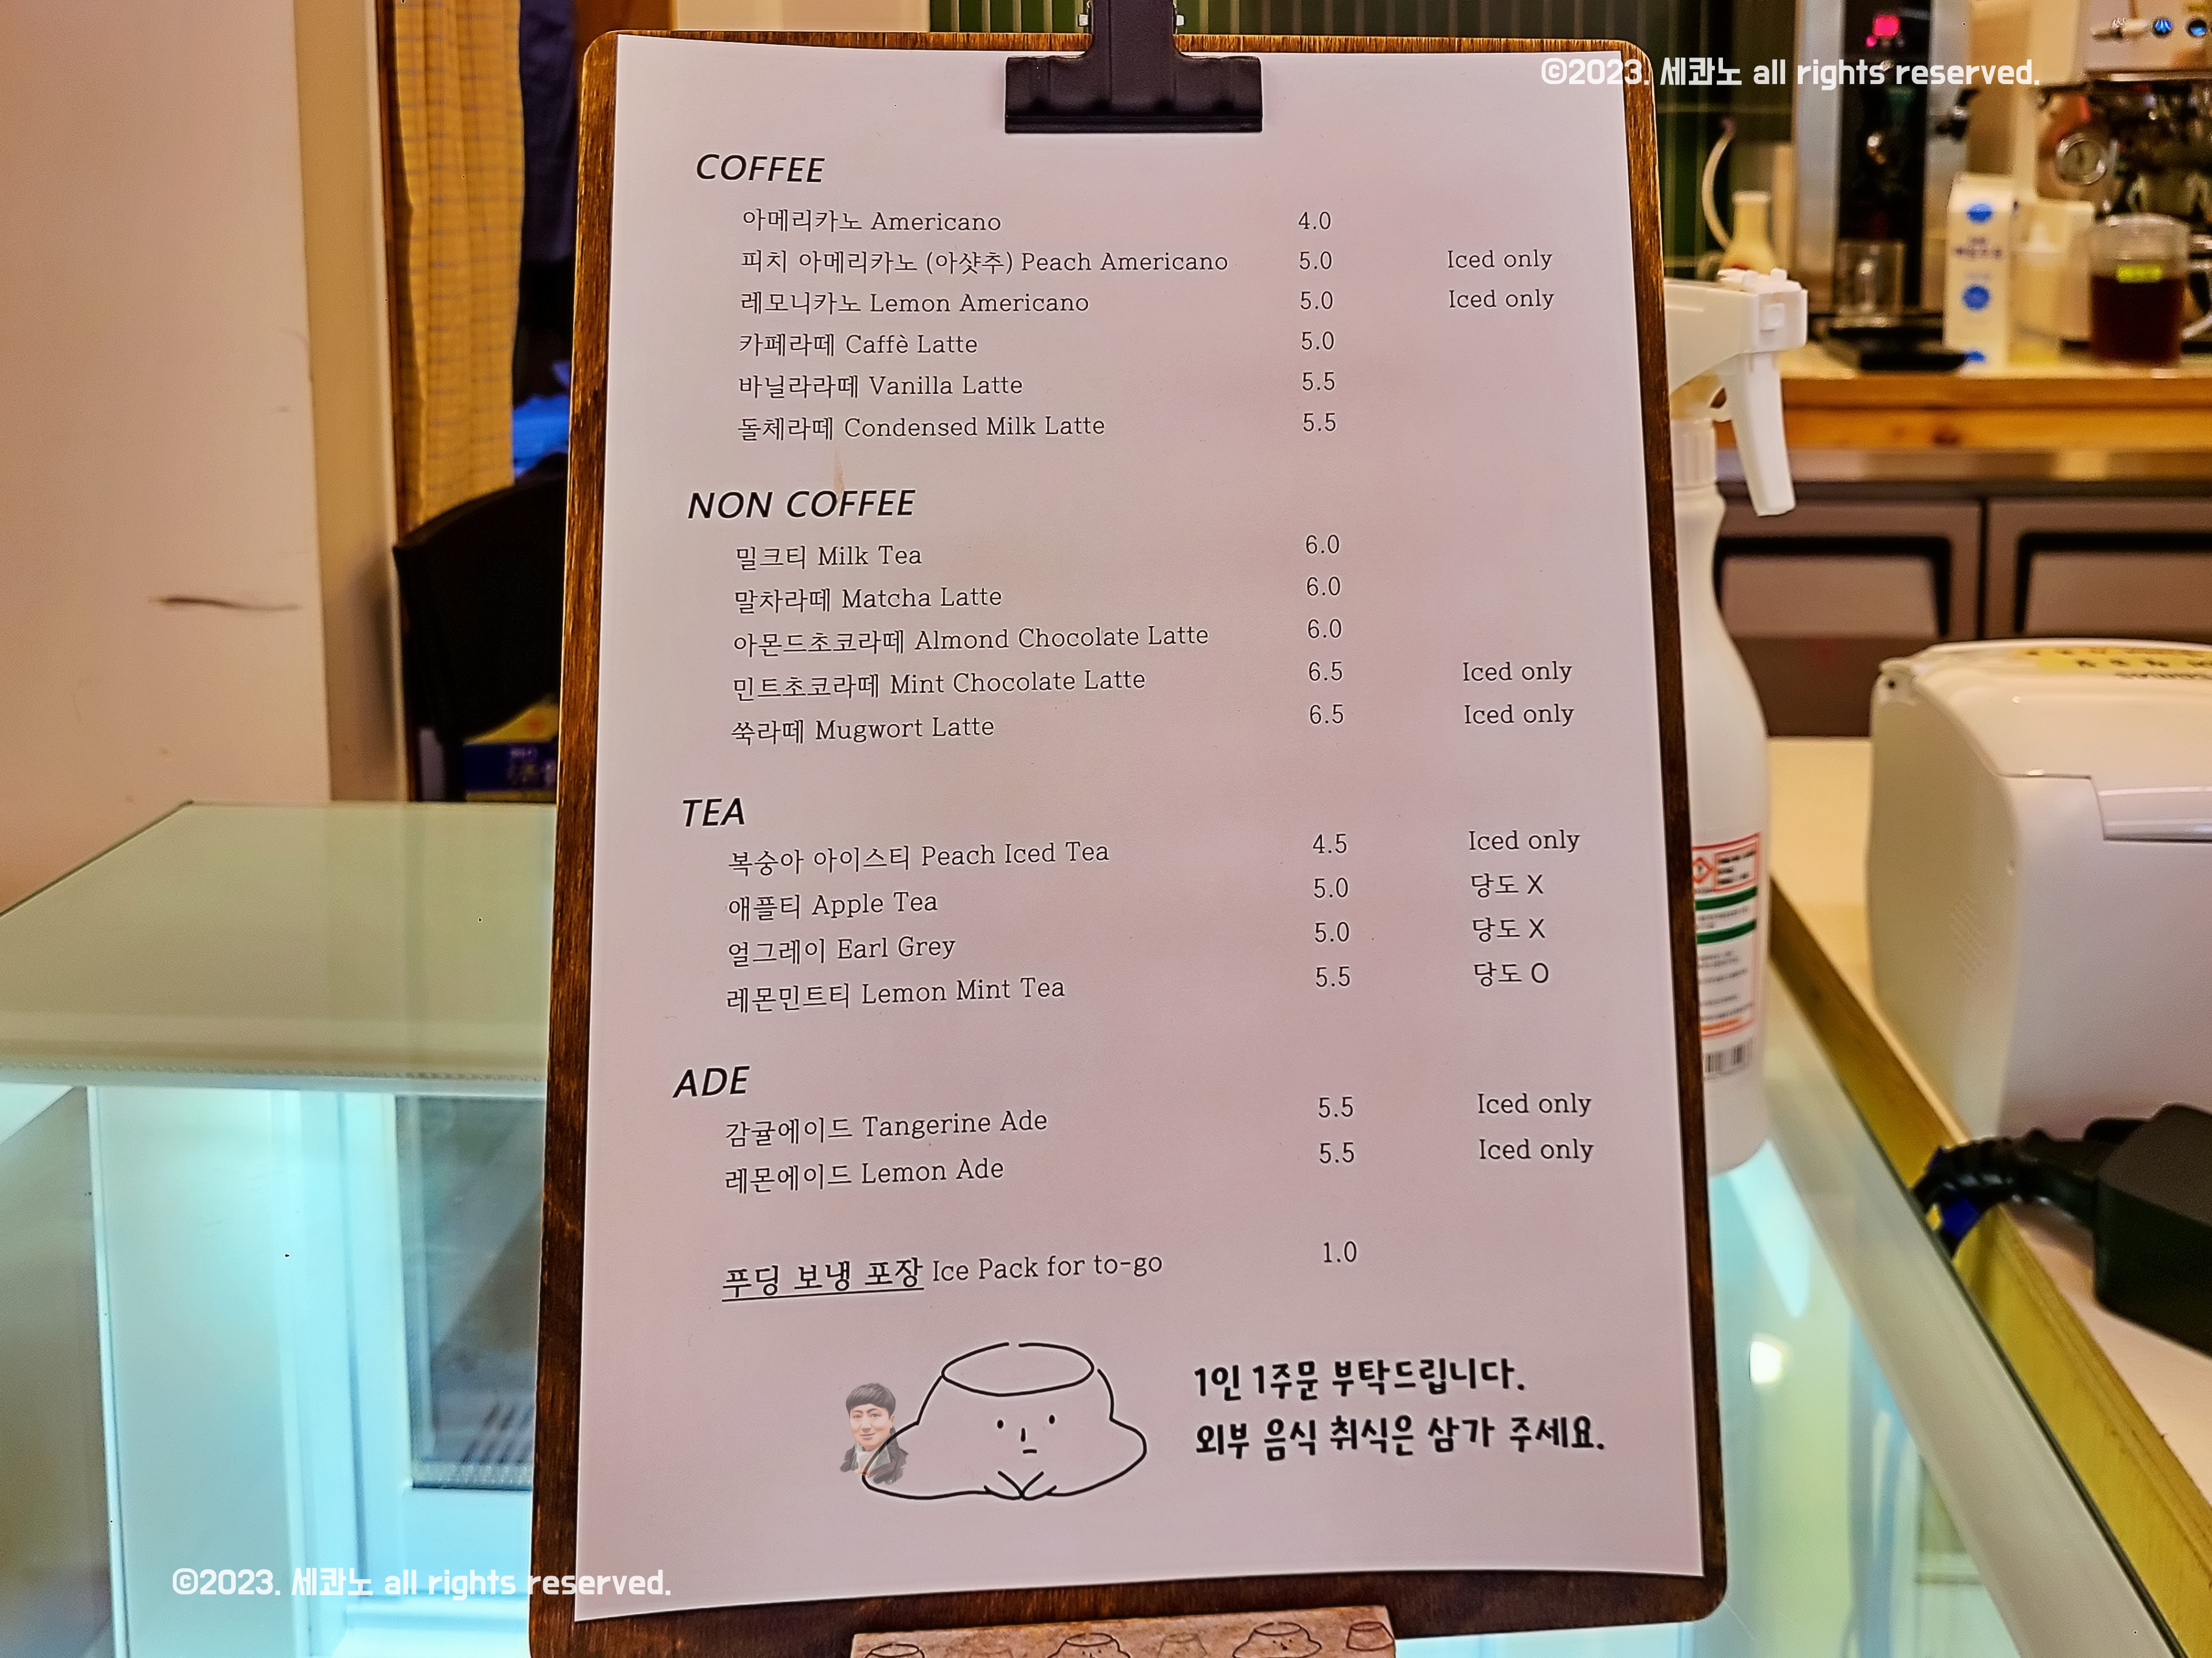 ©2023. 세콴노 all rights reserved.
COFFEE
아메리카노 Americano 4.0
피치 아메리카노 (아샷추) Peach Americano 5.0 Iced only
레모니카노 Lemon Americano 5.0 Iced only
카페라떼 Caffè Latte 5.0
바닐라라떼 Vanilla Latte 5.5
돌체라떼 Condensed Milk Latte 5.5
NON COFFEE
밀크티 Milk Tea 6.0
말차라떼 Matcha Latte 6.0
아몬드초코라떼 Almond Chocolate Latte 6.0
민트초코라떼 Mint Chocolate Latte 6.5 Iced only
쑥라떼 Mugwort Latte 6.5 Iced only
TEA
복숭아 아이스티 Peach Iced Tea 4.5 Iced only
애플티 Apple Tea 5.0 당도 X
얼그레이 Earl Grey 5.0 당도 X
레몬민트티 Lemon Mint Tea 5.5 당도 O
ADE
감귤에이드 Tangerine Ade 5.5 Iced only
레몬에이드 Lemon Ade 5.5 Iced only
푸딩 보냉 포장 Ice Pack for to-go 1.0
1인 1주문 부탁드립니다.
외부 음식 취식은 삼가 주세요.
©2023. 세콴노 all rights reserved.